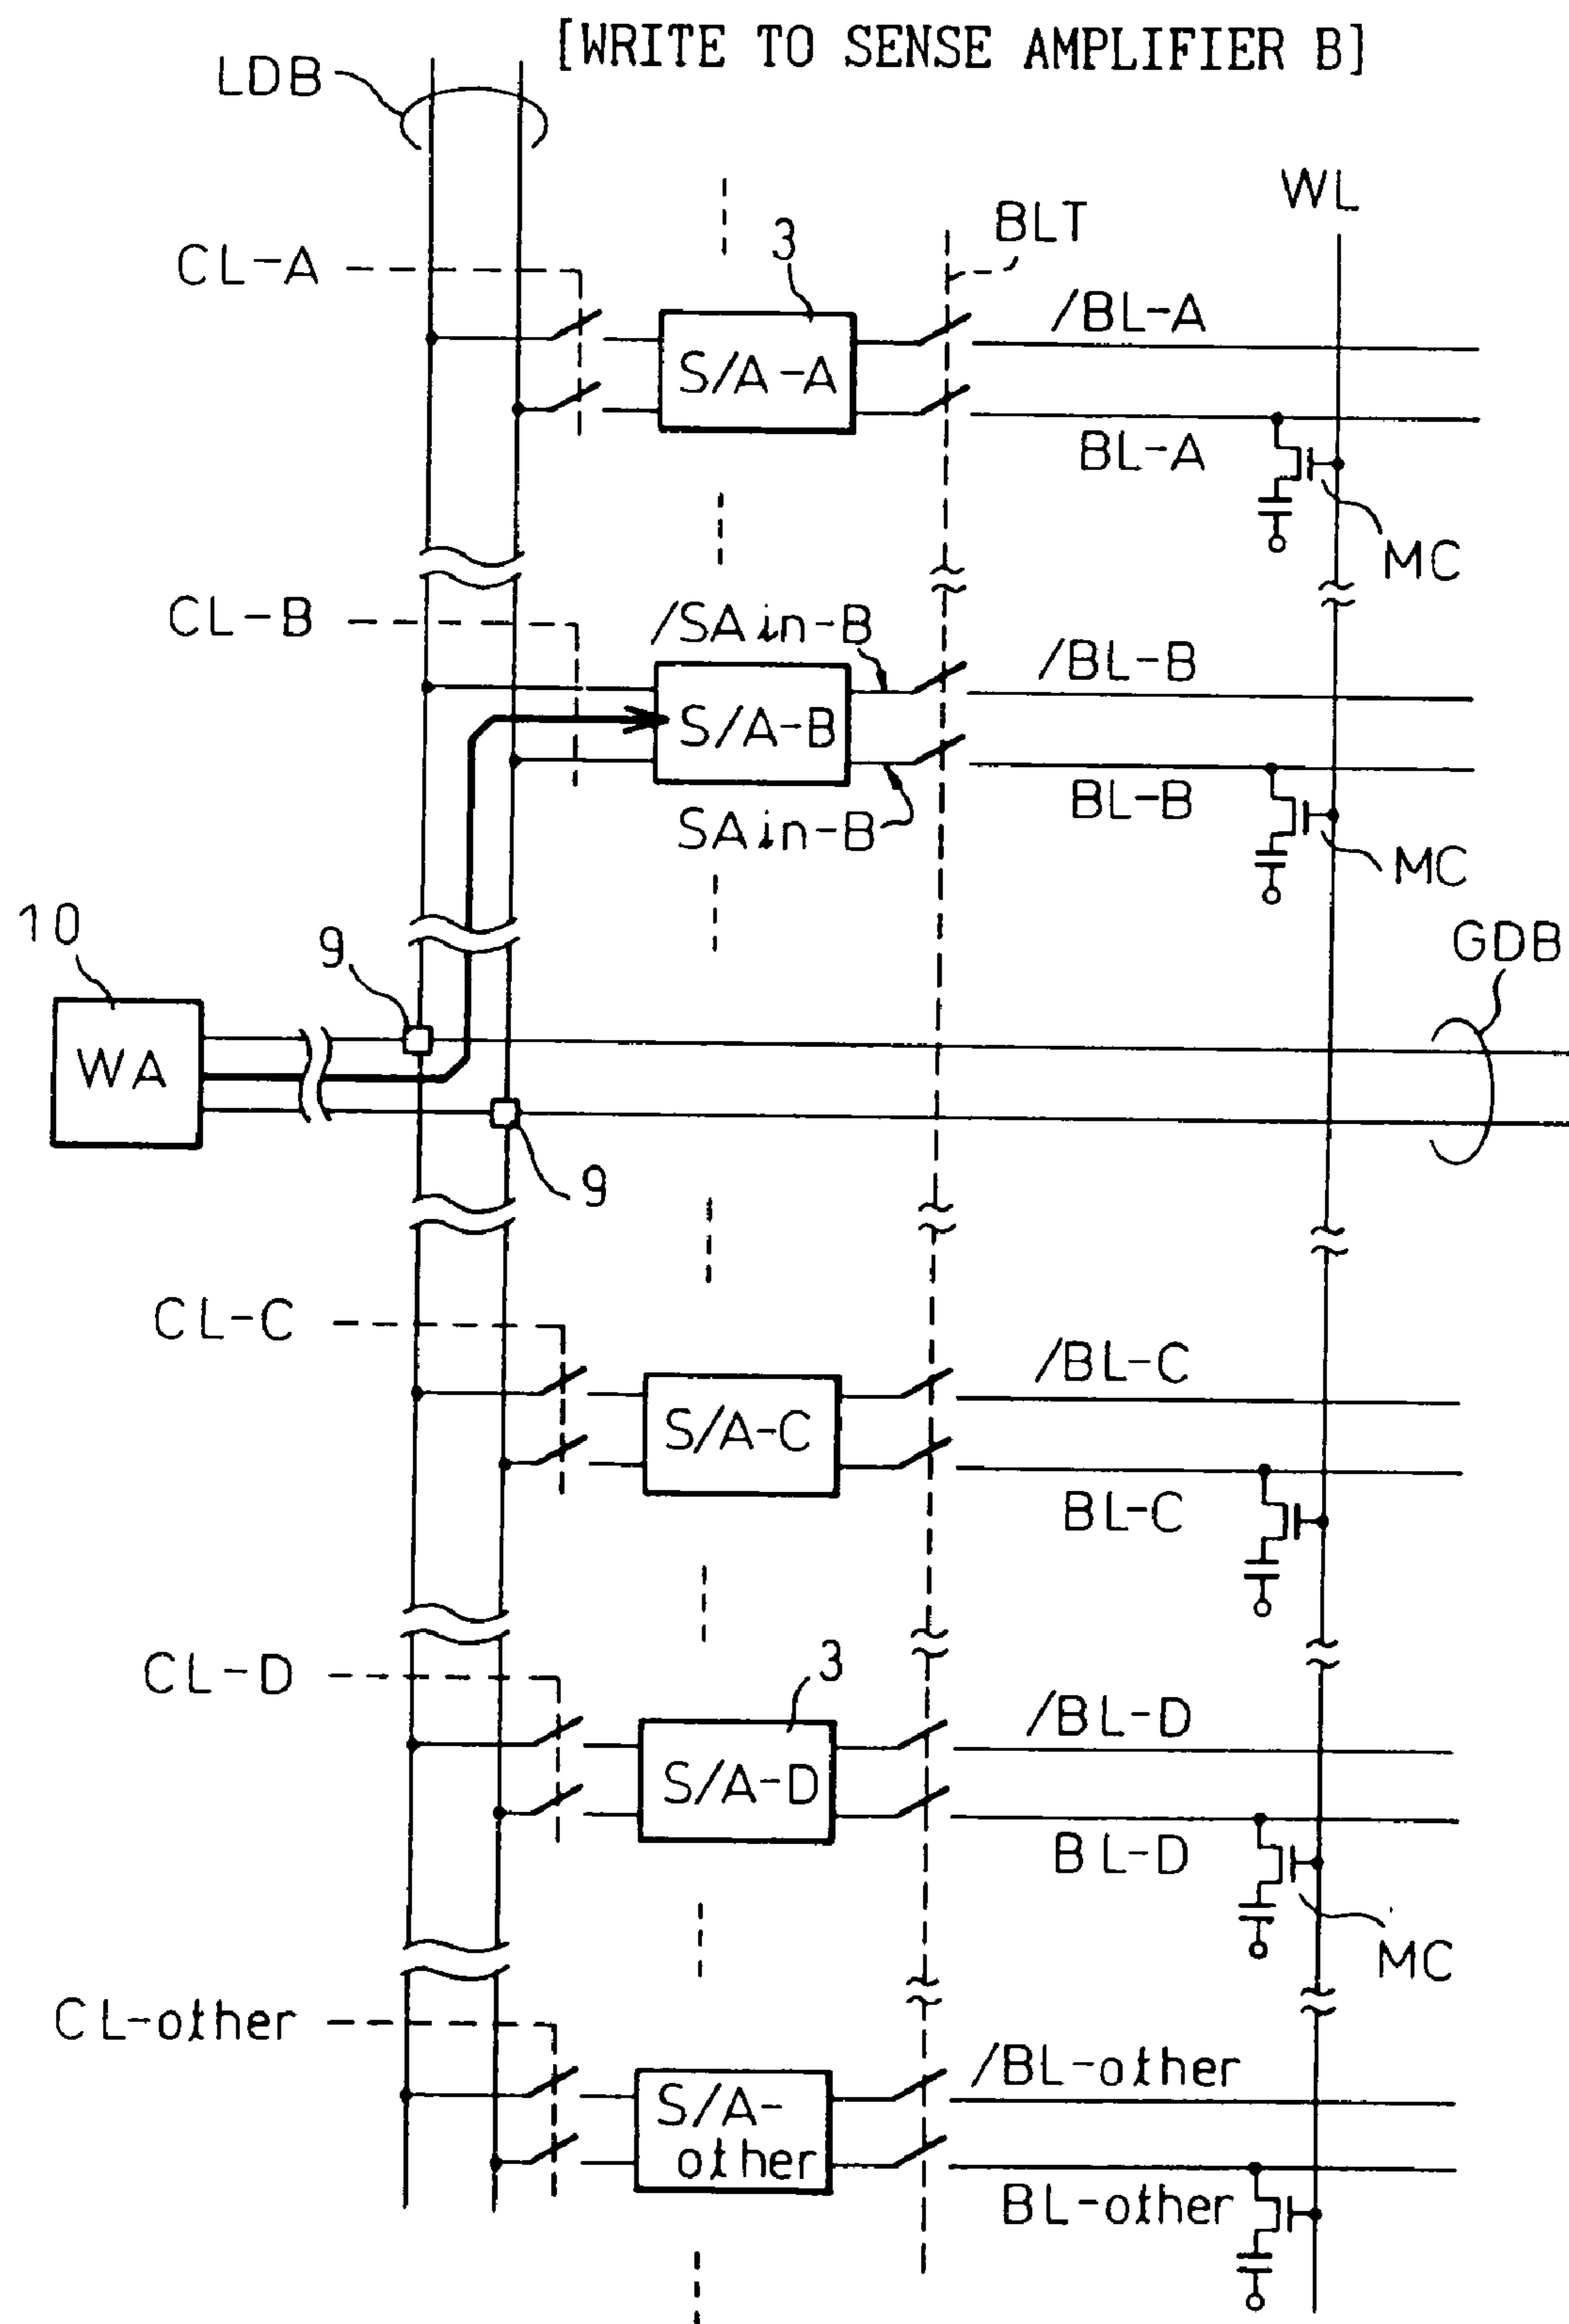 [WRITE TO SENSE AMPLIFIER B]
LDB
WL
BLT
3
CL-A
/BL-A
S/A-A
BL-A
MC
CL-B
/SAin-B
/BL-B
S/A-B
BL-B
SAin-B
MC
10
9
GDB
WA
9
CL-C
/BL-C
S/A-C
BL-C
3
CL-D
/BL-D
S/A-D
BL-D
MC
CL-other
/BL-other
S/A-
other
BL-other